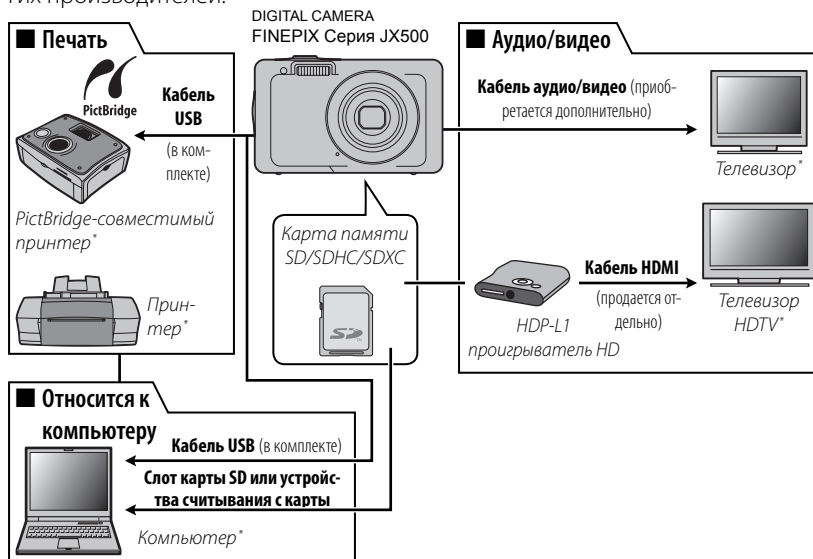 гих производителей.
DIGITAL CAMERA
FINEPIX Серия JX500
■ Печать
PictBridge
Кабель
USB
(в ком-
плекте)
PictBridge-совместимый
принтер*
Прин-
тер*
■ Аудио/видео
Кабель аудио/видео (приоб-
ретается дополнительно)
Телевизор*
Карта памяти
SD/SDHC/SDXC
SD
Кабель HDMI
(продается от-
дельно)
HDP-L1
проигрыватель HD
Телевизор
HDTV*
■ Относится к
компьютеру
Кабель USB (в комплекте)
Слот карты SD или устройс-
тва считывания с карты
Компьютер*